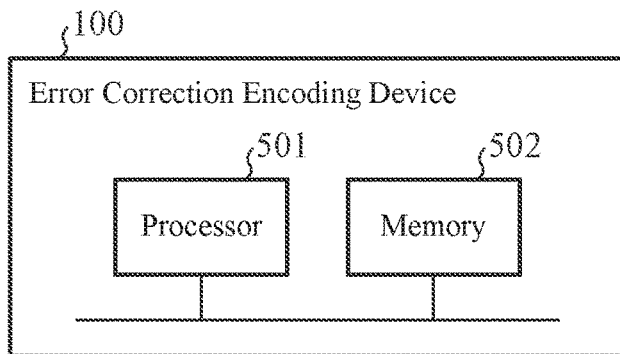 100
Error Correction Encoding Device
501
502
Processor
Memory